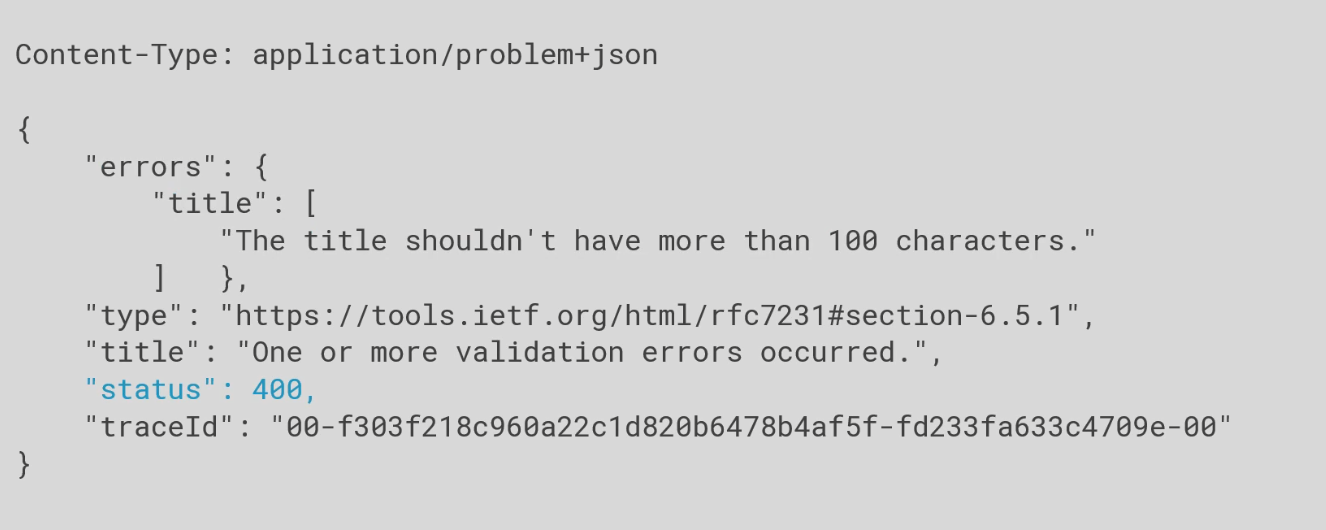 Content-Type: application/problem+json
{
"errors": {
"title": [
"The title shouldn't have more than 100 characters."
] },
"type": "https://tools.ietf.org/html/rfc7231#section-6.5.1",
"title": "One or more validation errors occurred.",
"status": 400,
"traceId": "00-f303f218c960a22c1d820b6478b4af5f-fd233fa633c4709e-00"
}